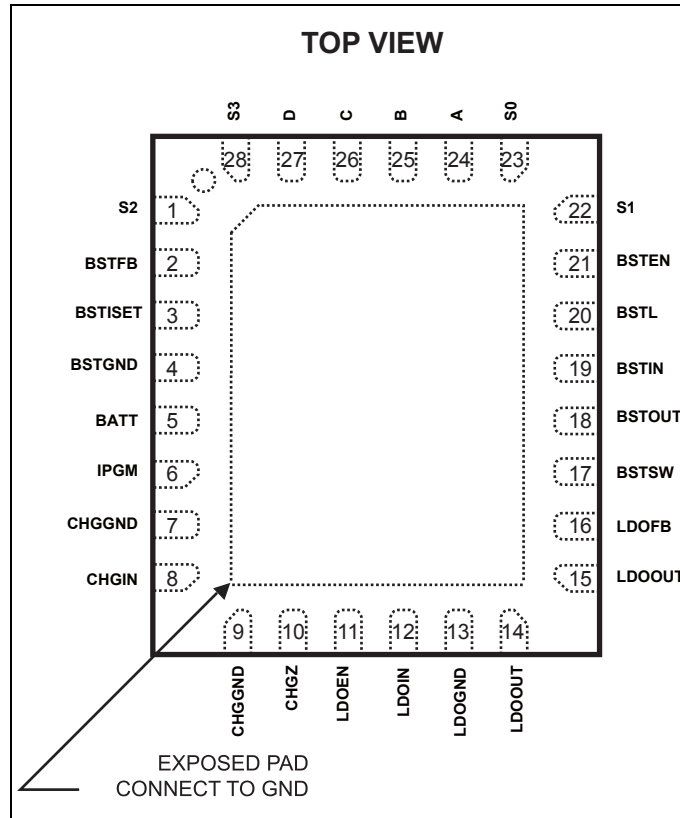 TOP VIEW
S3 D C B A S0
28 27 26 25 24 23
S2 1 22 S1
BSTFB 2 21 BSTEN
BSTISET 3 20 BSTL
BSTGND 4 19 BSTIN
BATT 5 18 BSTOUT
IPGM 6 17 BSTSW
CHGGND 7 16 LDOFB
CHGIN 8 15 LDOOUT
9 10 11 12 13 14
CHGGND CHGZ LDOEN LDOIN LDOGND LDOOUT
EXPOSED PAD
CONNECT TO GND